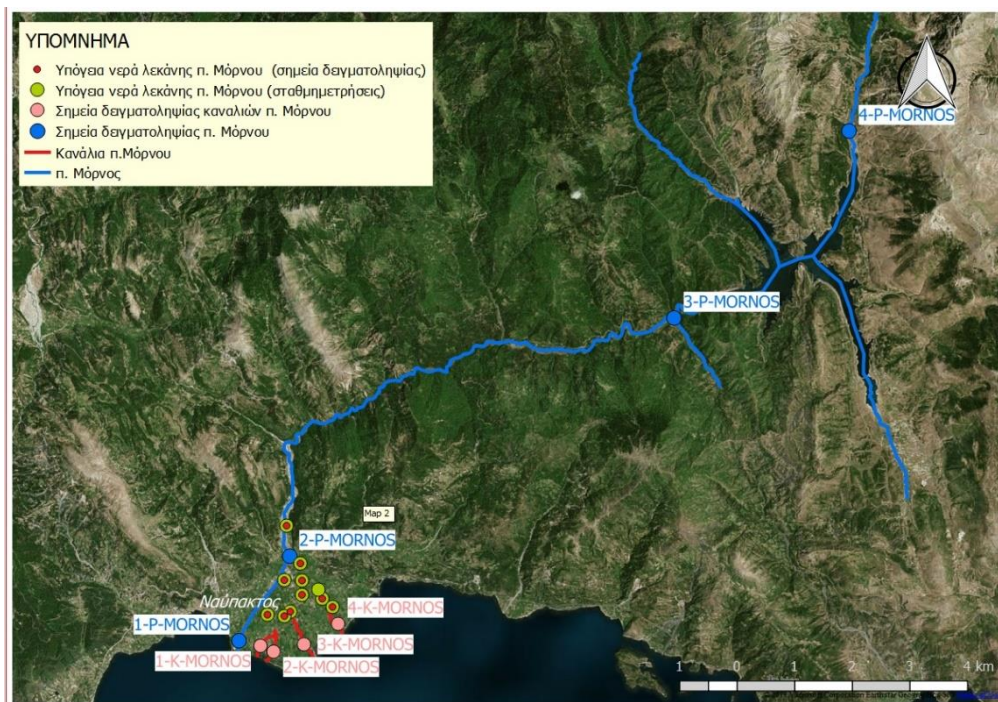 ΥΠΟΜΝΗΜΑ
Υπόγεια νερά λεκάνης π. Μόρνου (σημεία δειγματοληψίας)
Υπόγεια νερά λεκάνης π. Μόρνου (σταθμημετρήσεις)
Σημεία δειγματοληψίας καναλιών π. Μόρνου
Σημεία δειγματοληψίας π. Μόρνου
Κανάλια π.Μόρνου
π. Μόρνος
4-P-MORNOS
3-P-MORNOS
Map 2
2-P-MORNOS
Ναύπακτος
4-K-MORNOS
1-P-MORNOS
3-K-MORNOS
1-K-MORNOS
2-K-MORNOS
1 0 1 2 3 4 km